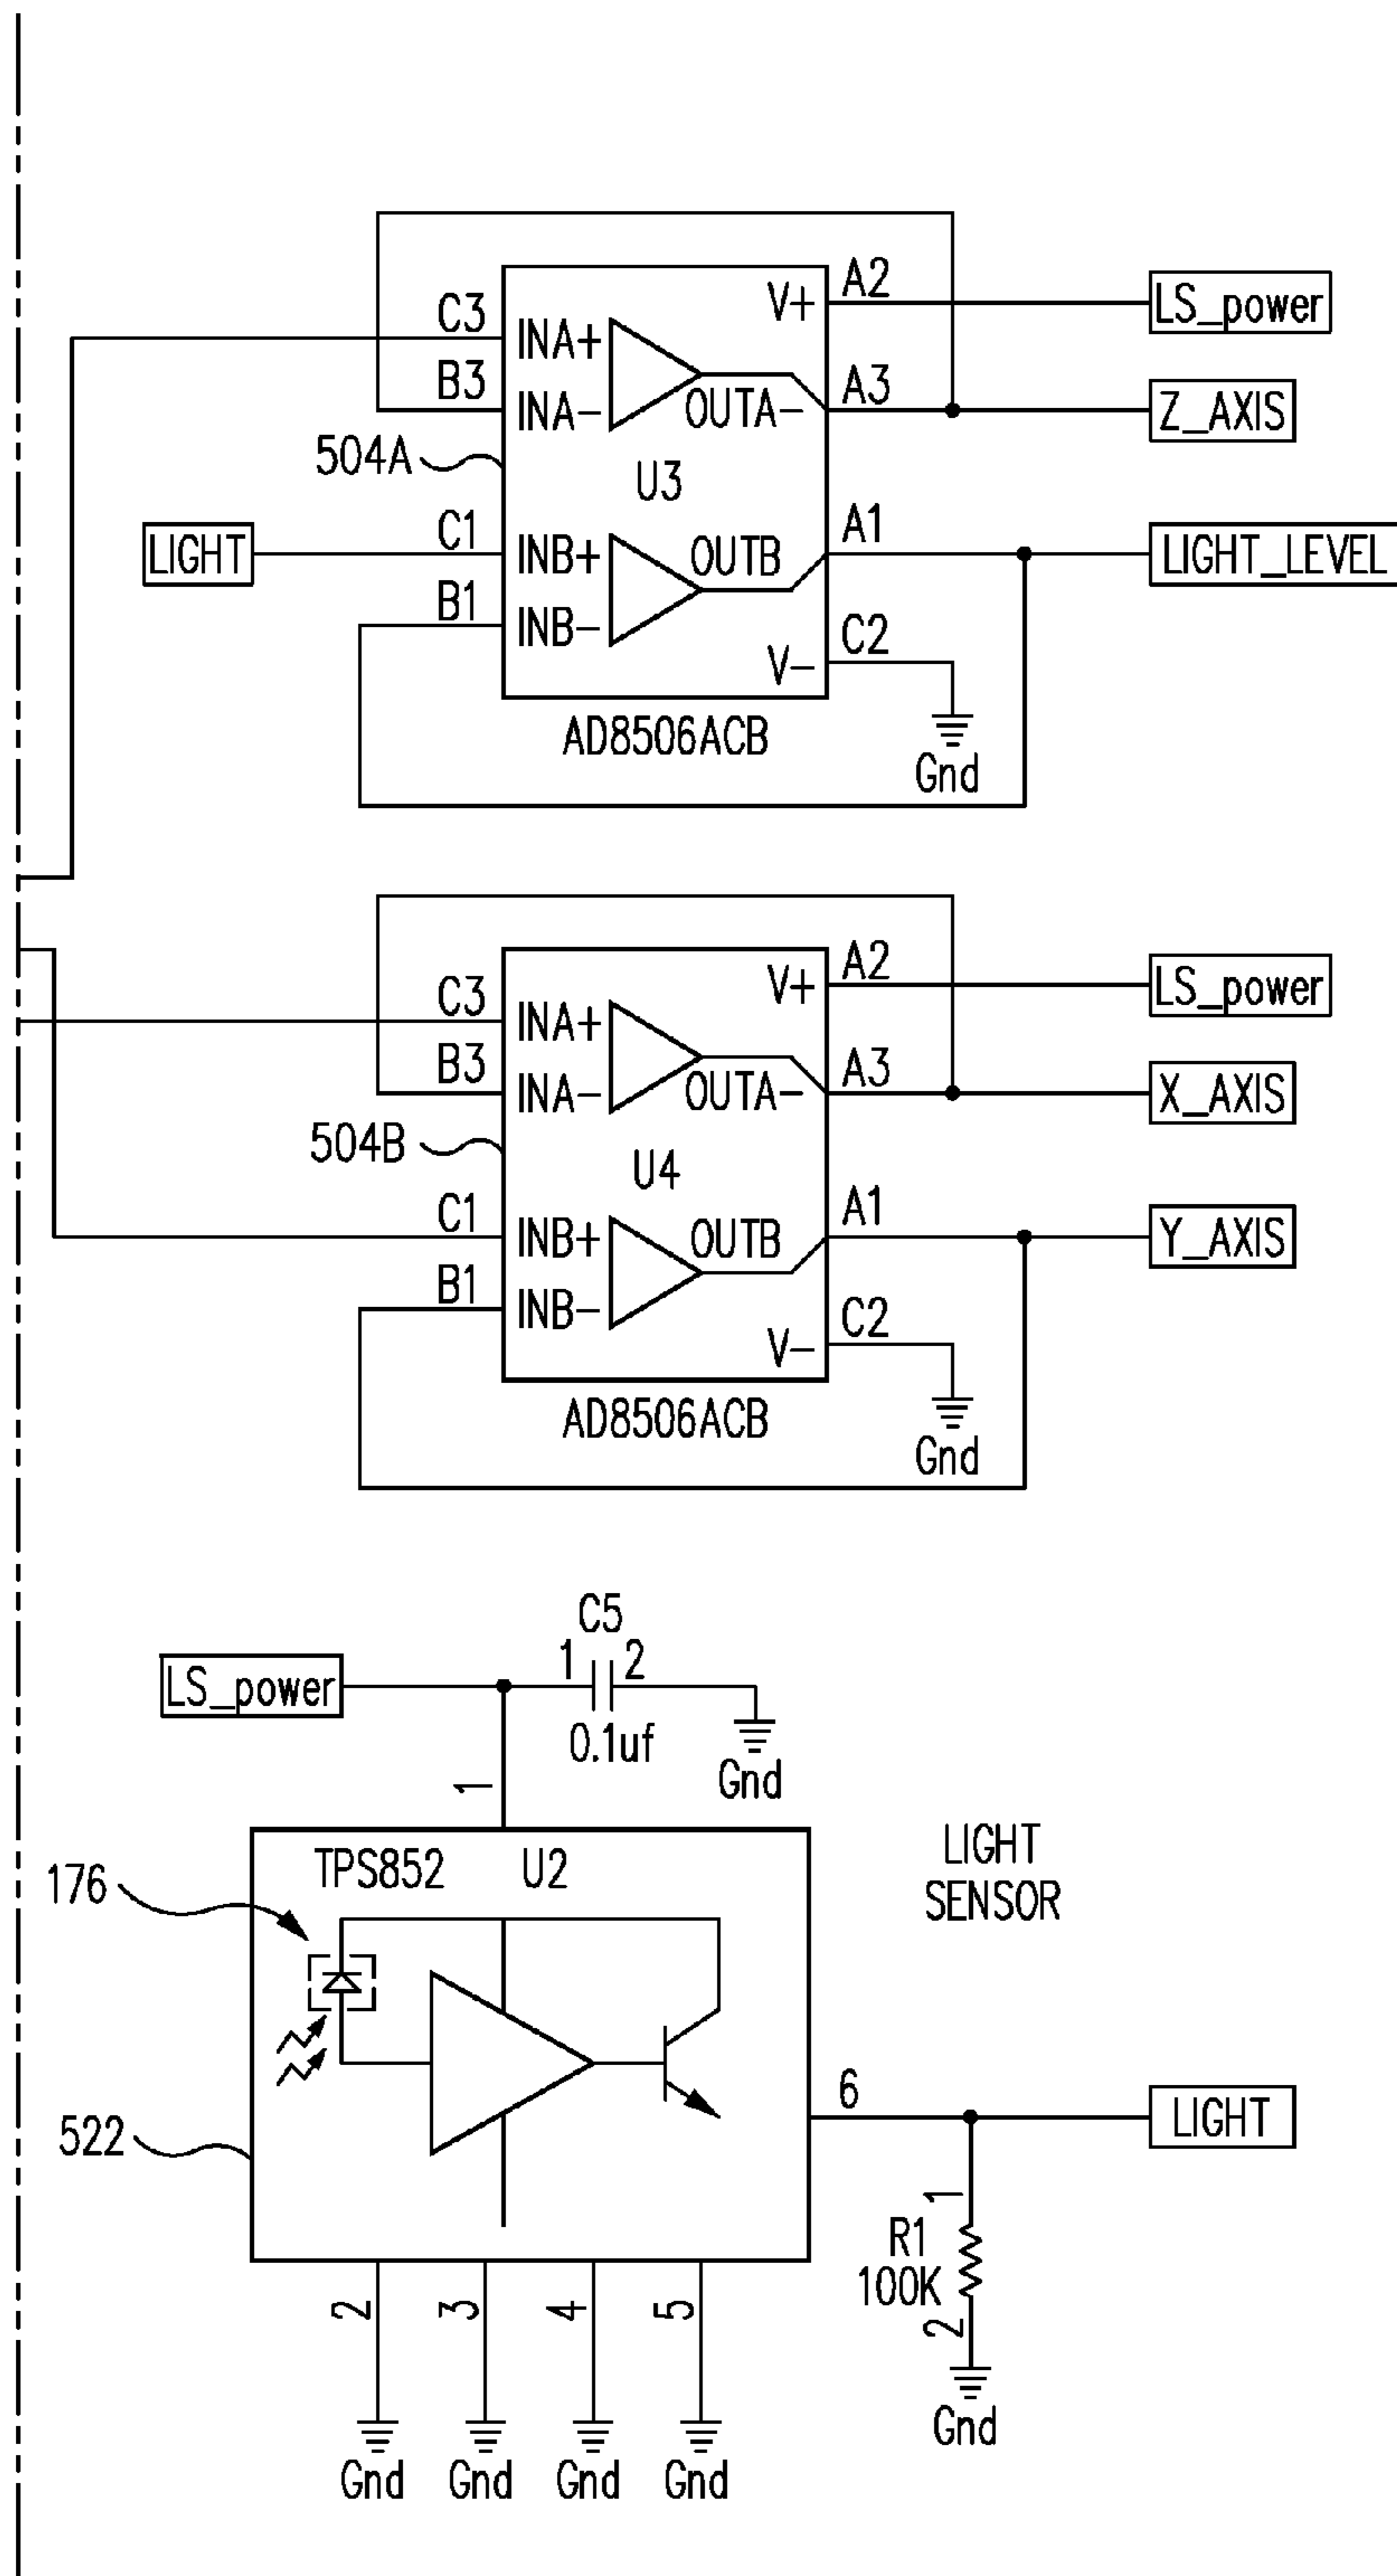 A2
V+
LS_power
C3
INA+
B3
INA-
OUTA-
A3
Z_AXIS
504A
U3
LIGHT
C1
INB+
OUTB
A1
LIGHT_LEVEL
B1
INB-
C2
V-
AD8506ACB
Gnd
A2
V+
LS_power
C3
INA+
B3
INA-
OUTA-
A3
X_AXIS
504B
U4
C1
INB+
OUTB
A1
Y_AXIS
B1
INB-
C2
V-
AD8506ACB
Gnd
C5
1 2
LS_power
0.1uf
Gnd
1
TPS852 U2
LIGHT
SENSOR
176
6
LIGHT
522
1
R1
100K
2
Gnd
2 3 4 5
Gnd Gnd Gnd Gnd